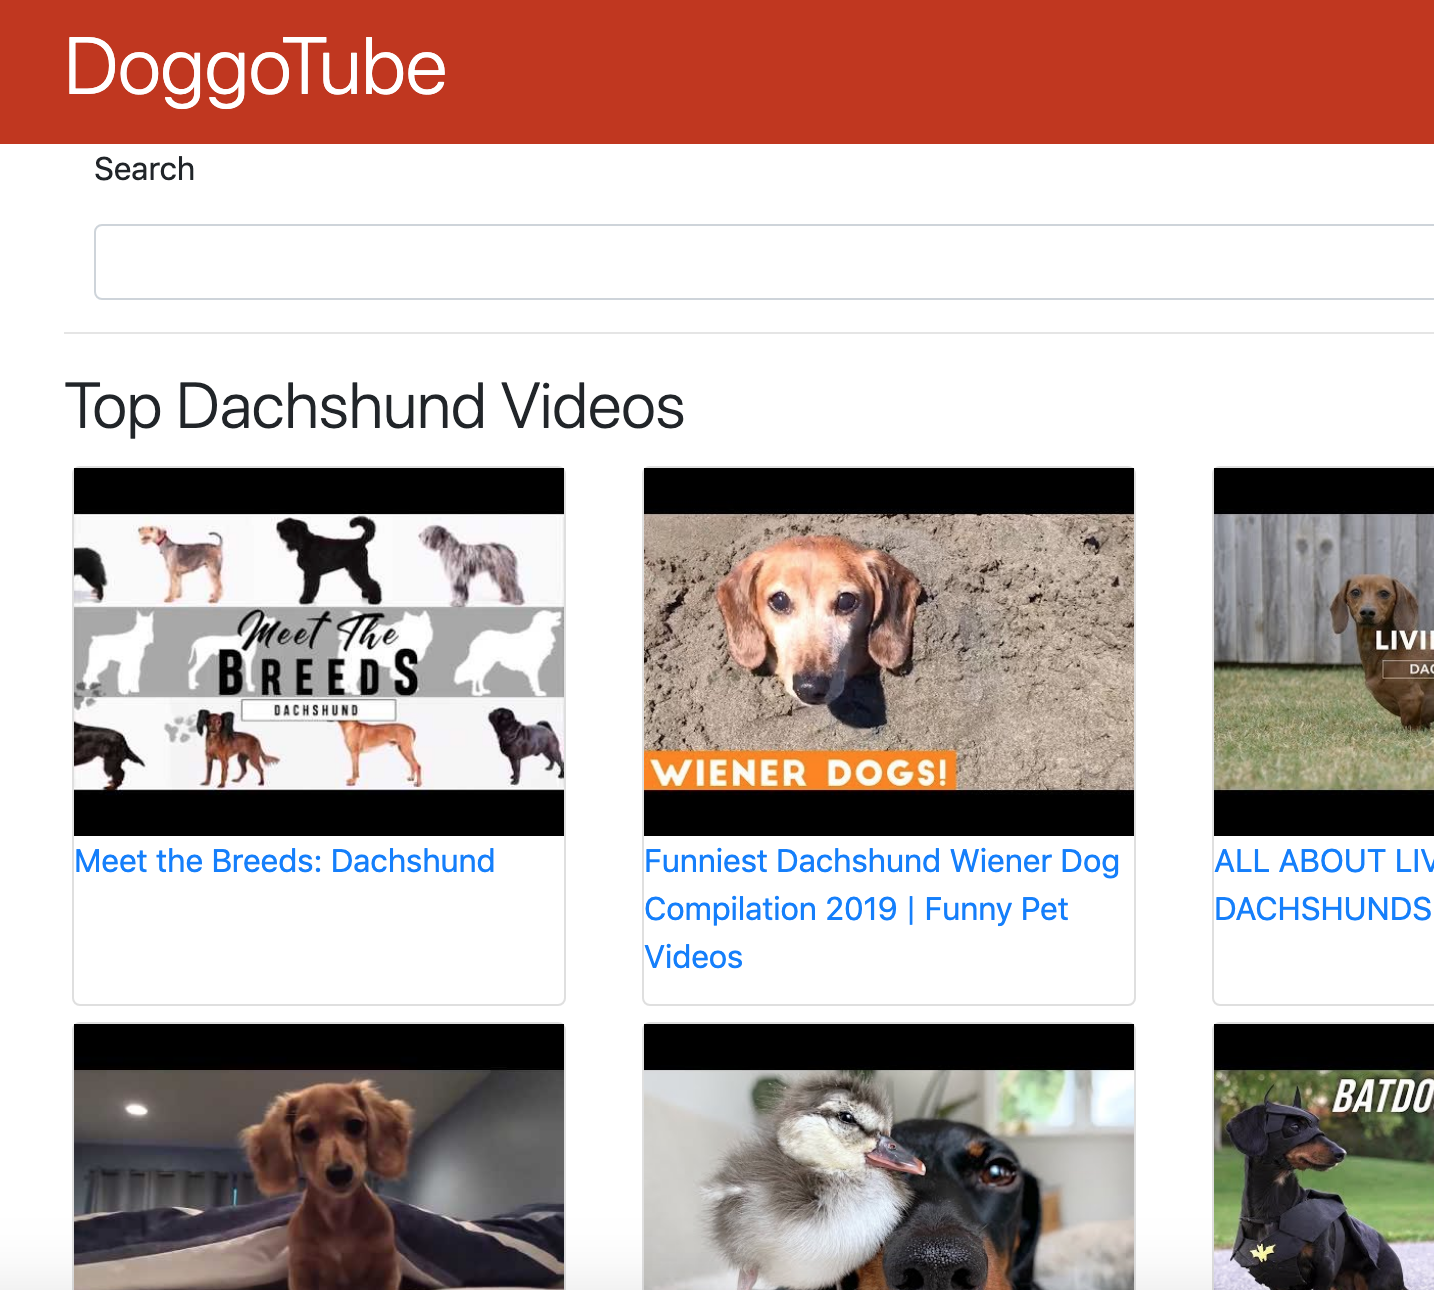 DoggoTube
Search
Top Dachshund Videos
Meet The
BREEDS
DACHSHUND
WIENER DOGS!
LIVI
DAC
Meet the Breeds: Dachshund
Funniest Dachshund Wiener Dog
Compilation 2019 | Funny Pet
Videos
ALL ABOUT LIV
DACHSHUNDS
BATDO